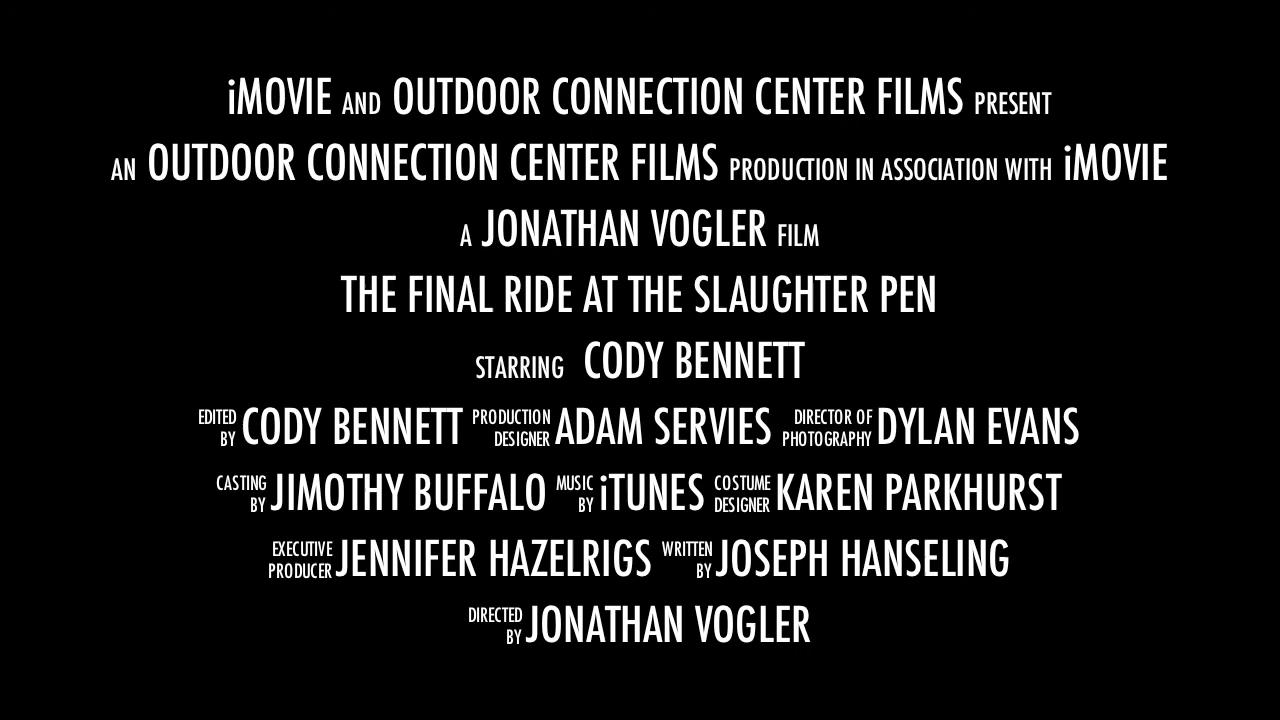 iMOVIE AND OUTDOOR CONNECTION CENTER FILMS PRESENT
AN OUTDOOR CONNECTION CENTER FILMS PRODUCTION IN ASSOCIATION WITH iMOVIE
A JONATHAN VOGLER FILM
THE FINAL RIDE AT THE SLAUGHTER PEN
STARRING CODY BENNETT
EDITED BY CODY BENNETT PRODUCTION DESIGNER ADAM SERVIES DIRECTOR OF PHOTOGRAPHY DYLAN EVANS
CASTING BY JIMOTHY BUFFALO MUSIC BY iTUNES COSTUME DESIGNER KAREN PARKHURST
EXECUTIVE PRODUCER JENNIFER HAZELRIGS WRITTEN BY JOSEPH HANSELING
DIRECTED BY JONATHAN VOGLER